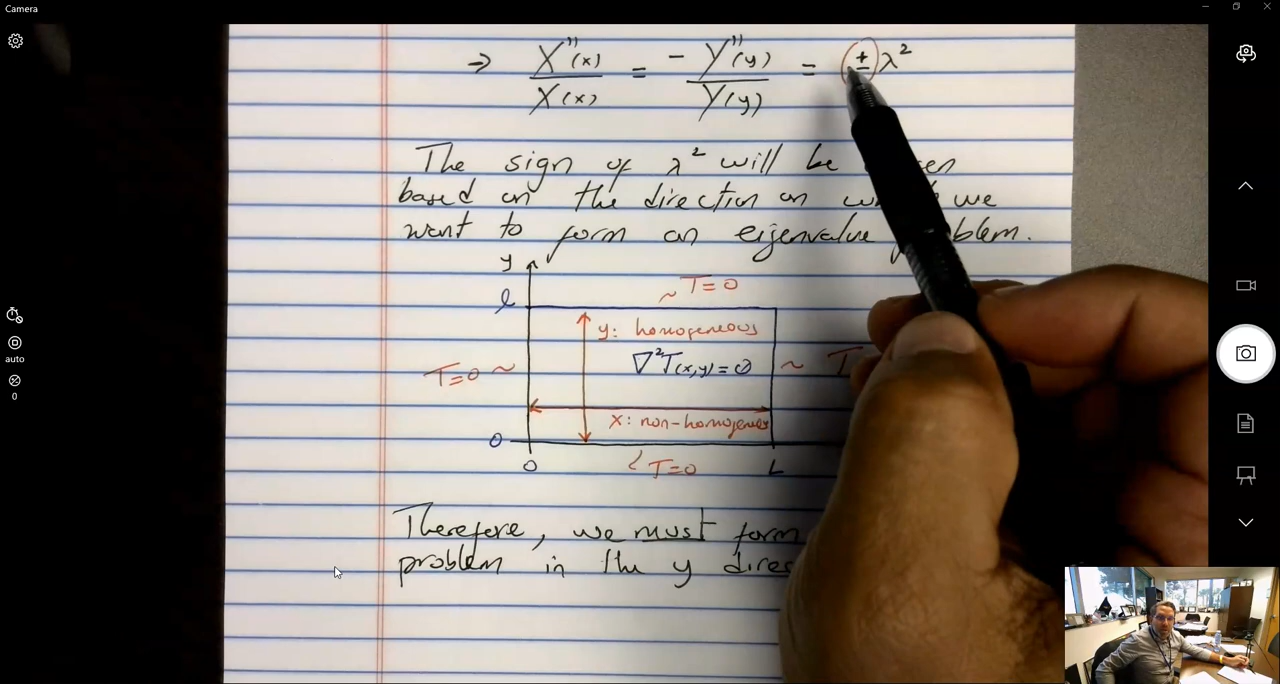 Camera
→ X''(x)/X(x) = -Y''(y)/Y(y) = ± λ²
The sign of λ² will be
based on the direction on we
want to form an eigenvalue
y
l
~ T=0
y: homogeneous
T=0 ~
∇²T(x,y)=0
~ T
x: non-homogeneous
0
0
T=0
L
Therefore, we must form
problem in the y
auto
0